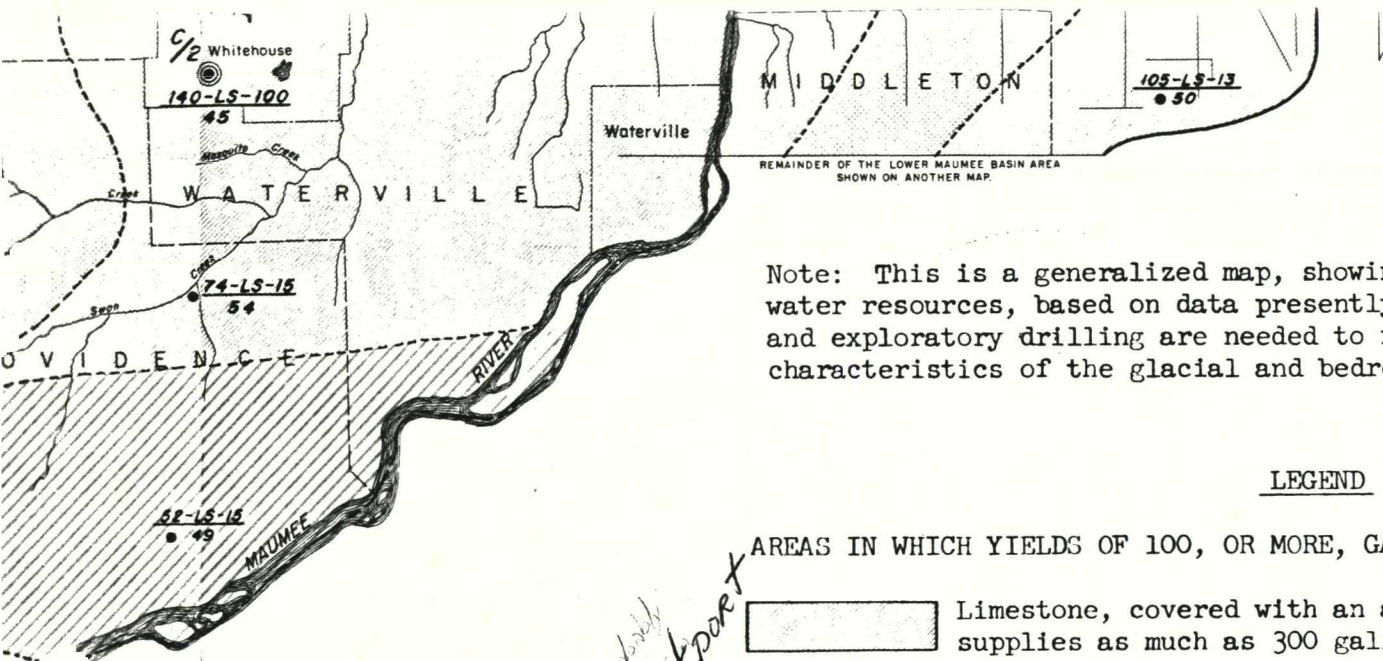 C/2 Whitehouse
140-LS-100
45
Mosquito Creek
Creek
WATERVILLE
Waterville
MIDDLETON
105-LS-13
50
REMAINDER OF THE LOWER MAUMEE BASIN AREA
SHOWN ON ANOTHER MAP.
Swan Creek
74-LS-15
54
OVIDENCE
RIVER
52-LS-15
49
MAUMEE
Note: This is a generalized map, showin
water resources, based on data presently
and exploratory drilling are needed to
characteristics of the glacial and bedro
LEGEND
AREAS IN WHICH YIELDS OF 100, OR MORE, GA
Limestone, covered with an a
supplies as much as 300 gal
port